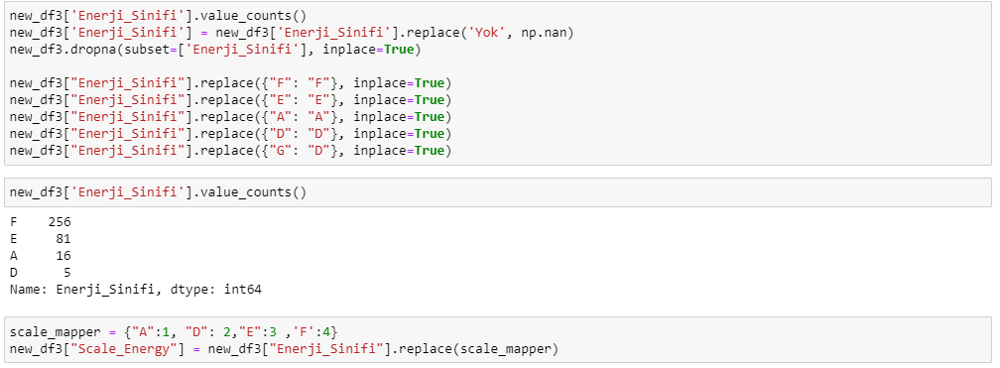 new_df3['Enerji_Sinifi'].value_counts()
new_df3['Enerji_Sinifi'] = new_df3['Enerji_Sinifi'].replace('Yok', np.nan)
new_df3.dropna(subset=['Enerji_Sinifi'], inplace=True)
new_df3["Enerji_Sinifi"].replace({"F": "F"}, inplace=True)
new_df3["Enerji_Sinifi"].replace({"E": "E"}, inplace=True)
new_df3["Enerji_Sinifi"].replace({"A": "A"}, inplace=True)
new_df3["Enerji_Sinifi"].replace({"D": "D"}, inplace=True)
new_df3["Enerji_Sinifi"].replace({"G": "D"}, inplace=True)
new_df3['Enerji_Sinifi'].value_counts()
F    256
E     81
A     16
D      5
Name: Enerji_Sinifi, dtype: int64
scale_mapper = {"A":1, "D": 2,"E":3 ,'F':4}
new_df3["Scale_Energy"] = new_df3["Enerji_Sinifi"].replace(scale_mapper)